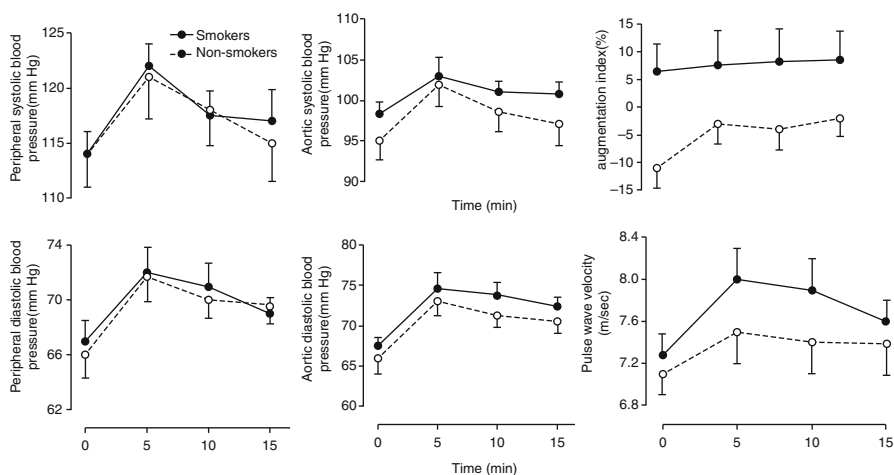 Peripheral systolic blood
pressure(mm Hg)
125
120
115
110
Smokers
Non-smokers
Aortic systolic blood
pressure(mm Hg)
110
105
100
95
90
Time (min)
augmentation index(%)
15
10
5
0
−5
−10
−15
Peripheral diastolic blood
pressure(mm Hg)
74
70
66
62
0 5 10 15
Aortic diastolic blood
pressure(mm Hg)
80
75
70
65
60
0 5 10 15
Time (min)
Pulse wave velocity
(m/sec)
8.4
8.0
7.6
7.2
6.8
0 5 10 15